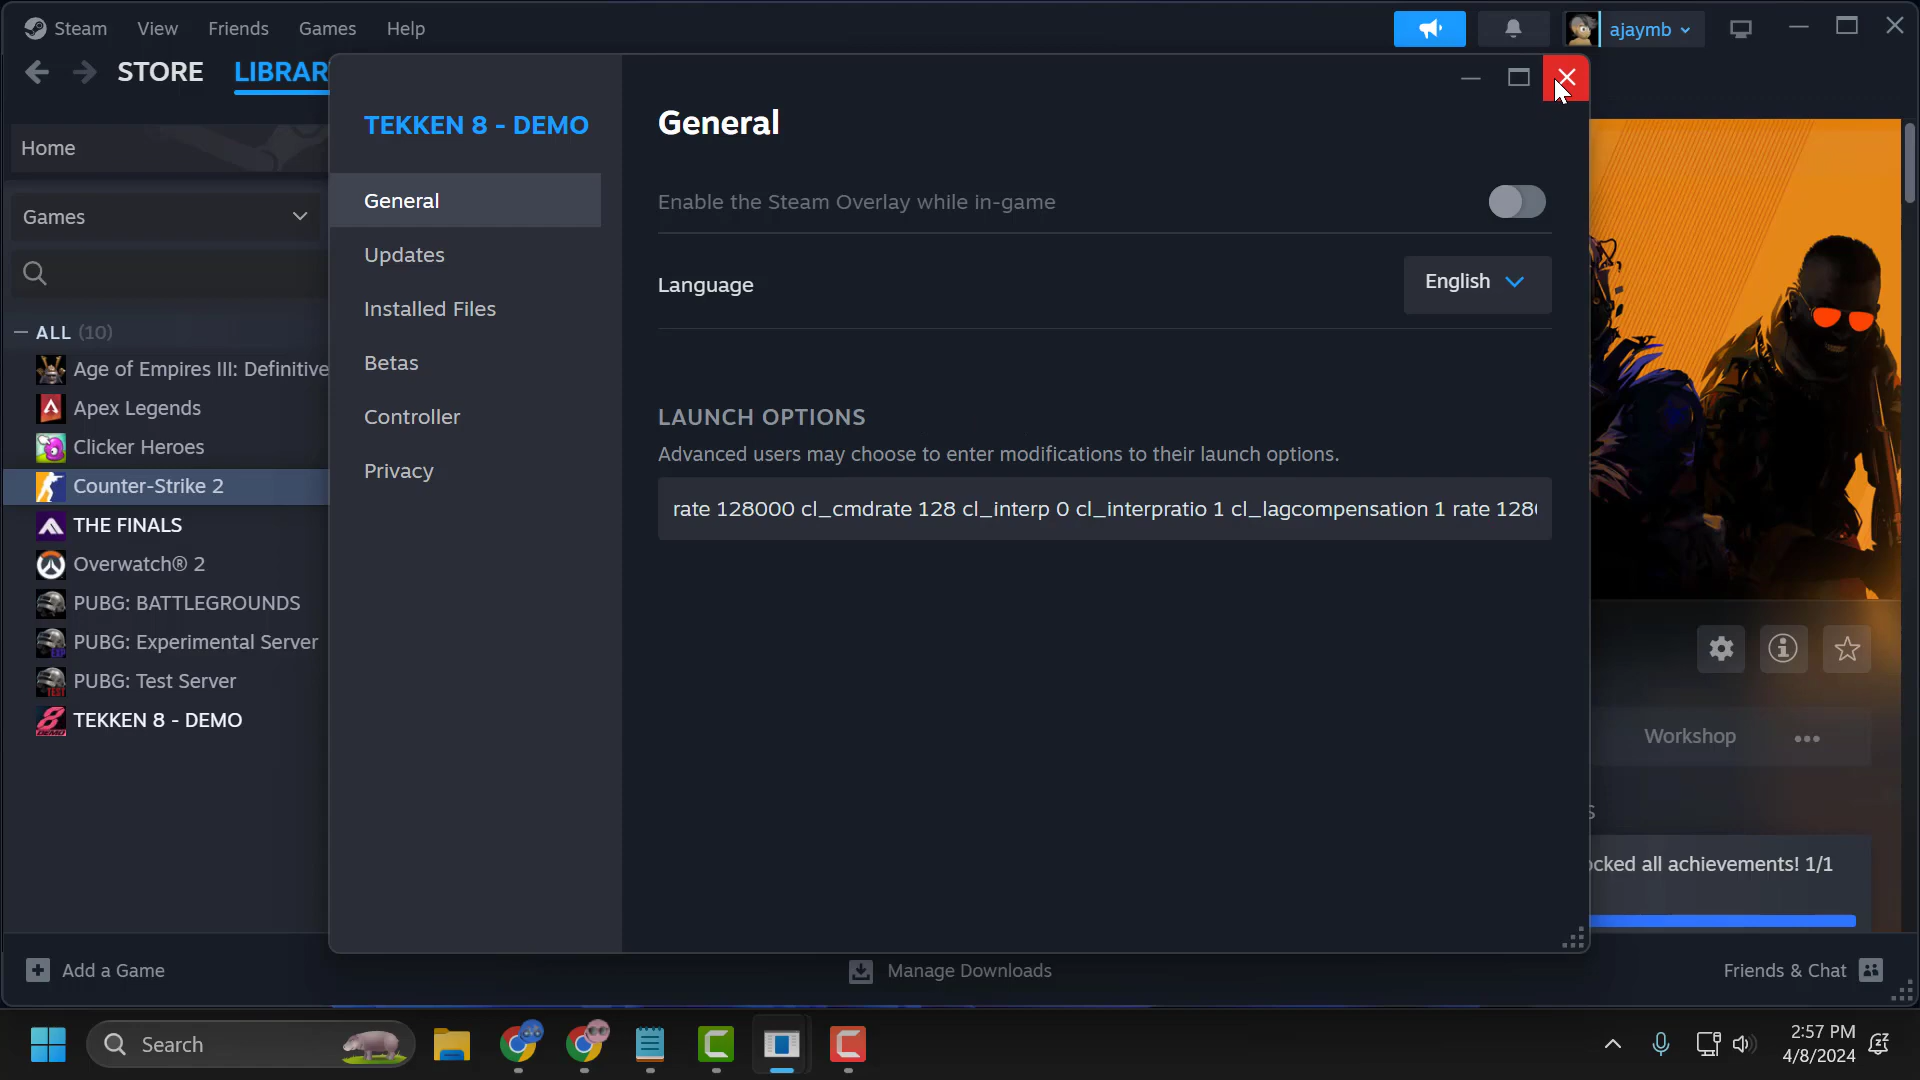 Steam View Friends Games Help
ajaymb
STORE LIBRAR
TEKKEN 8 - DEMO
General
Home
General
Enable the Steam Overlay while in-game
Games
Updates
Language
English
Installed Files
ALL (10)
Betas
Age of Empires III: Definitive
Apex Legends
Controller
LAUNCH OPTIONS
Clicker Heroes
Advanced users may choose to enter modifications to their launch options.
Privacy
Counter-Strike 2
rate 128000 cl_cmdrate 128 cl_interp 0 cl_interpratio 1 cl_lagcompensation 1 rate 128
THE FINALS
Overwatch® 2
PUBG: BATTLEGROUNDS
PUBG: Experimental Server
PUBG: Test Server
TEKKEN 8 - DEMO
Workshop
ocked all achievements! 1/1
Add a Game
Manage Downloads
Friends & Chat
Search
2:57 PM
4/8/2024